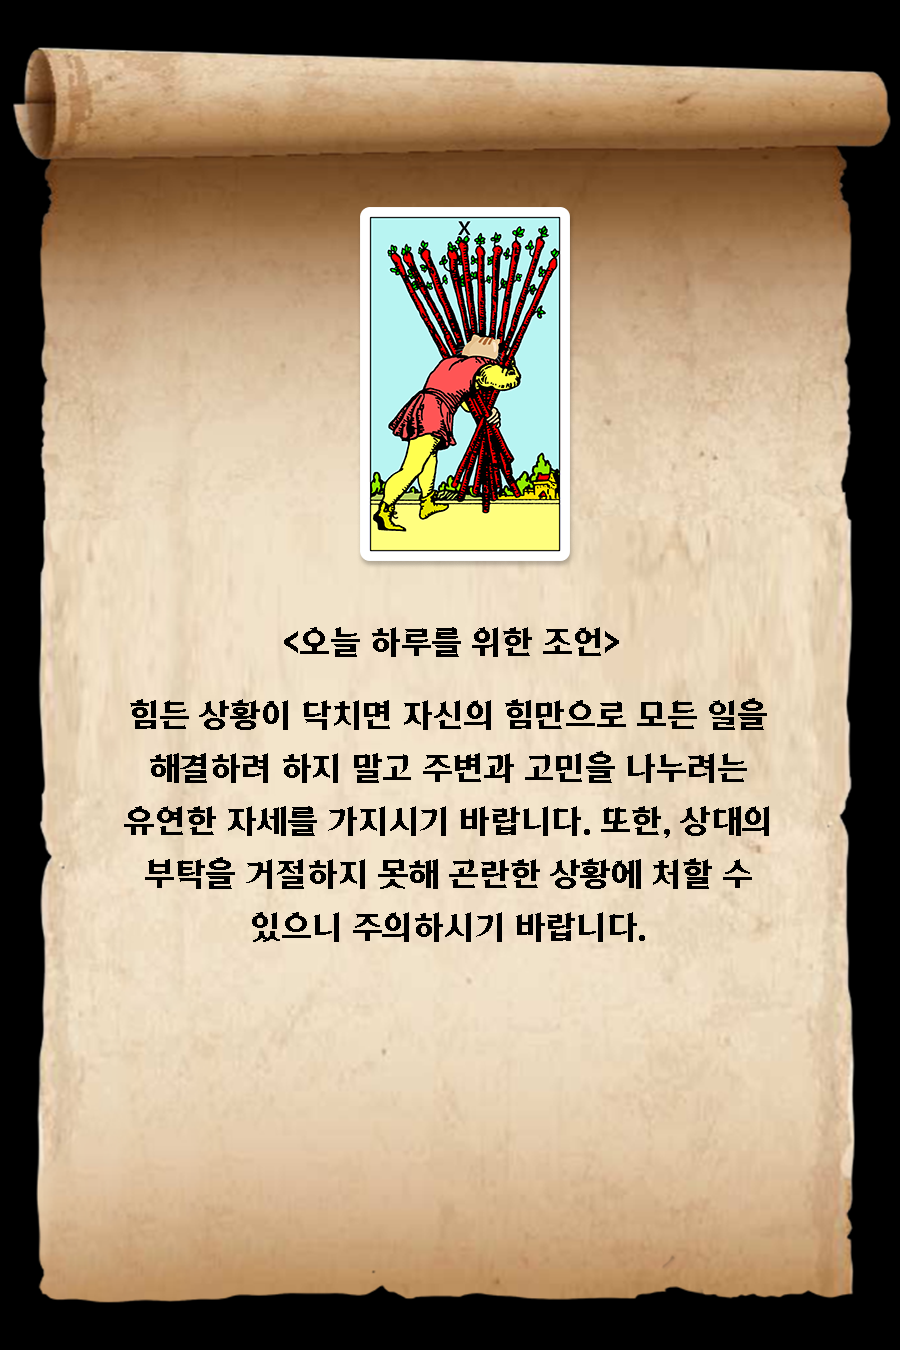 X
<오늘 하루를 위한 조언>
힘든 상황이 닥치면 자신의 힘만으로 모든 일을
해결하려 하지 말고 주변과 고민을 나누려는
유연한 자세를 가지시기 바랍니다. 또한, 상대의
부탁을 거절하지 못해 곤란한 상황에 처할 수
있으니 주의하시기 바랍니다.